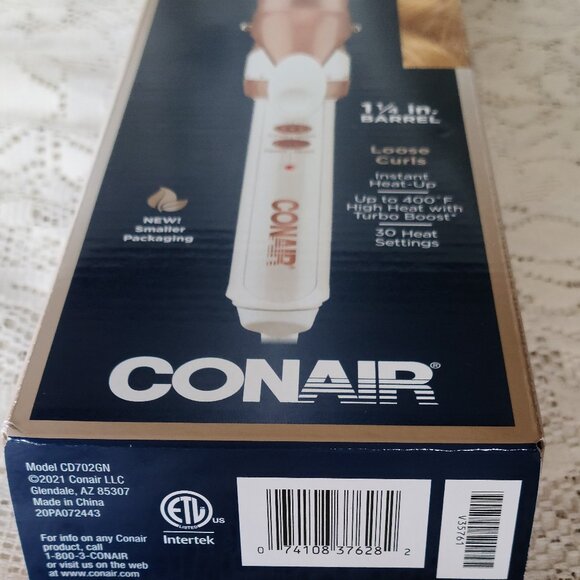 1¼ in.
BARREL
Loose
Curls
Instant
Heat-Up
Up to 400°F
High Heat with
Turbo Boost*
30 Heat
Settings
NEW!
Smaller
Packaging
CONAIR
CONAIR®
Model CD702GN
©2021 Conair LLC
Glendale, AZ 85307
Made in China
20PA072443
For info on any Conair
product, call
1-800-3-CONAIR
or visit us on the web
at www.conair.com
ETL
LISTED
US
Intertek
0 74108 37628 2
V35761